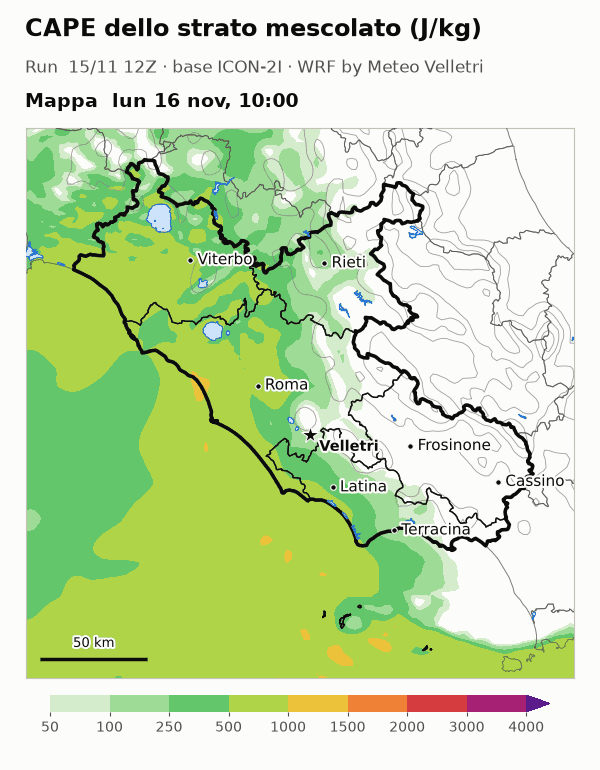 CAPE dello strato mescolato (J/kg)
Run 15/11 12Z · base ICON-2I · WRF by Meteo Velletri
Mappa lun 16 nov, 10:00
Viterbo
Rieti
Roma
Velletri
Frosinone
Cassino
Latina
Terracina
50 km
50 100 250 500 1000 1500 2000 3000 4000